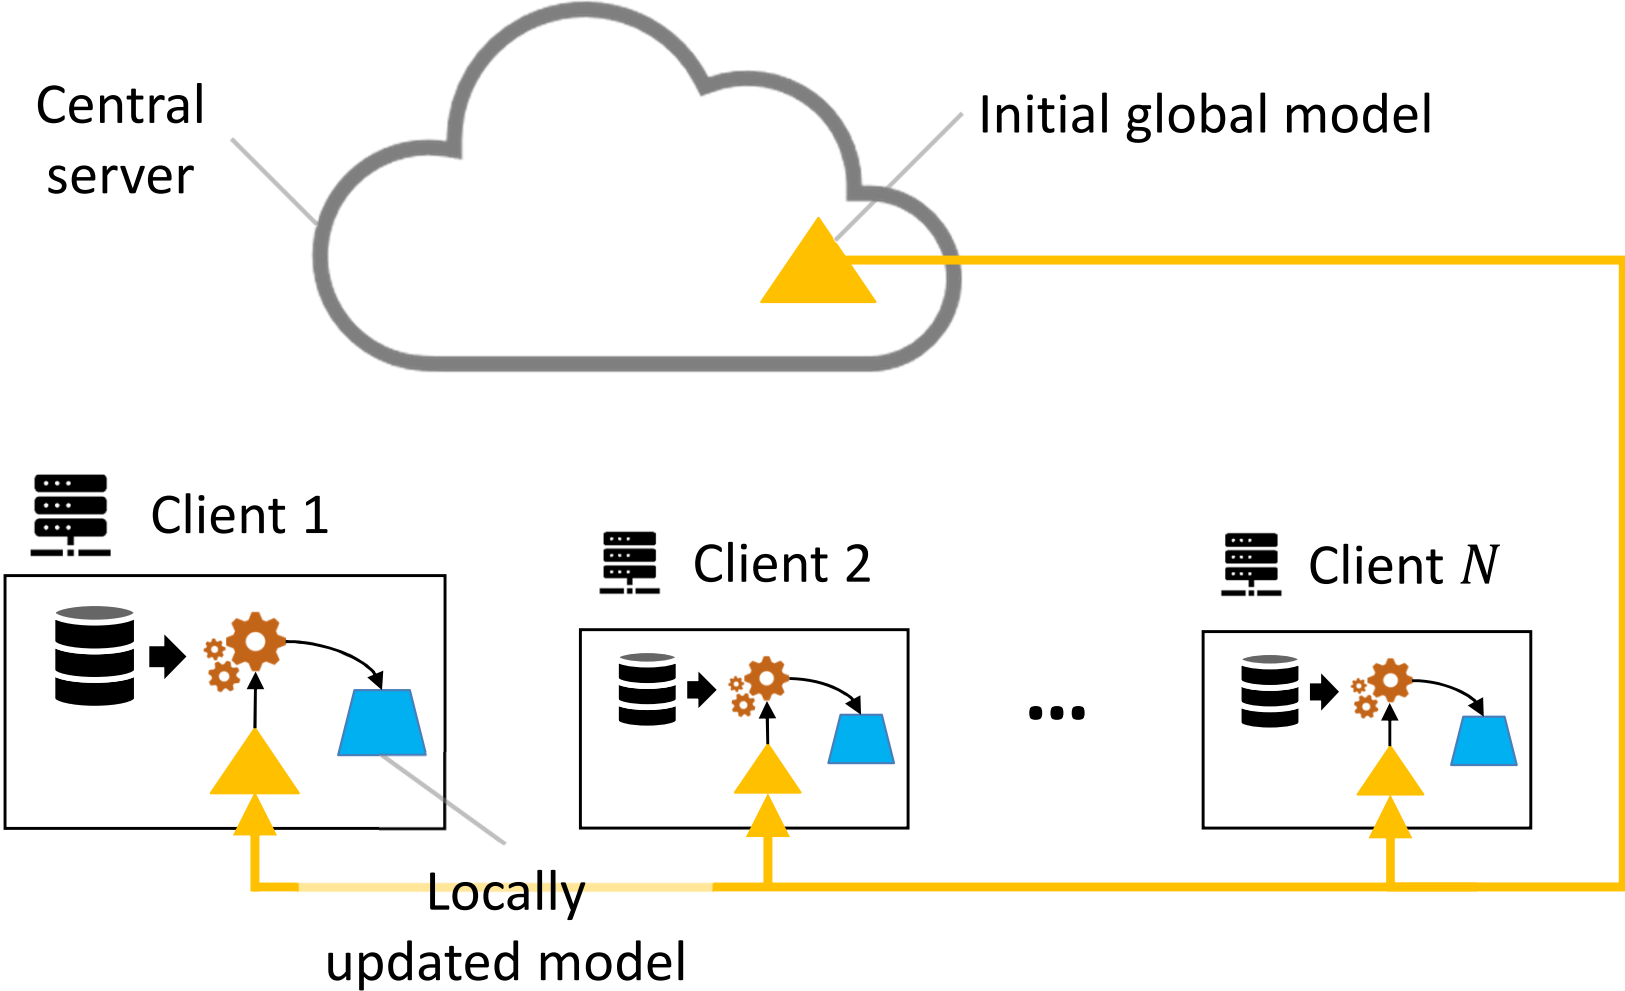 Central
server
Initial global model
Client 1
Client 2
...
Client N
Locally
updated model